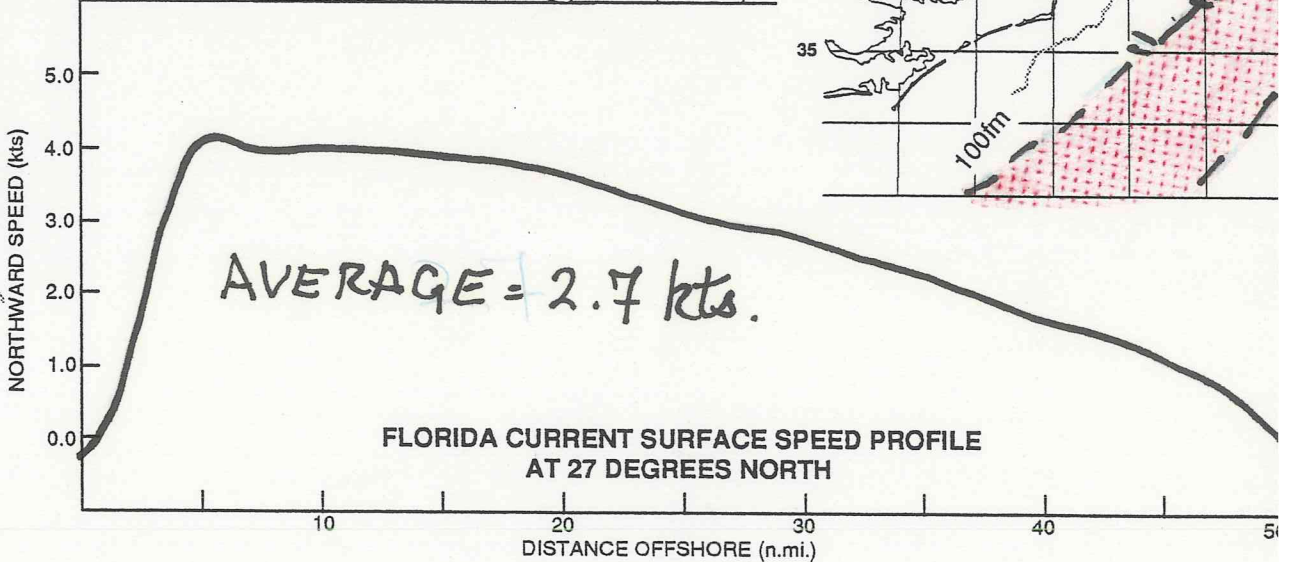 35
100fm
5.0
4.0
3.0
2.0
1.0
0.0
NORTHWARD SPEED (kts)
AVERAGE = 2.7 kts.
FLORIDA CURRENT SURFACE SPEED PROFILE
AT 27 DEGREES NORTH
10 20 30 40
DISTANCE OFFSHORE (n.mi.)